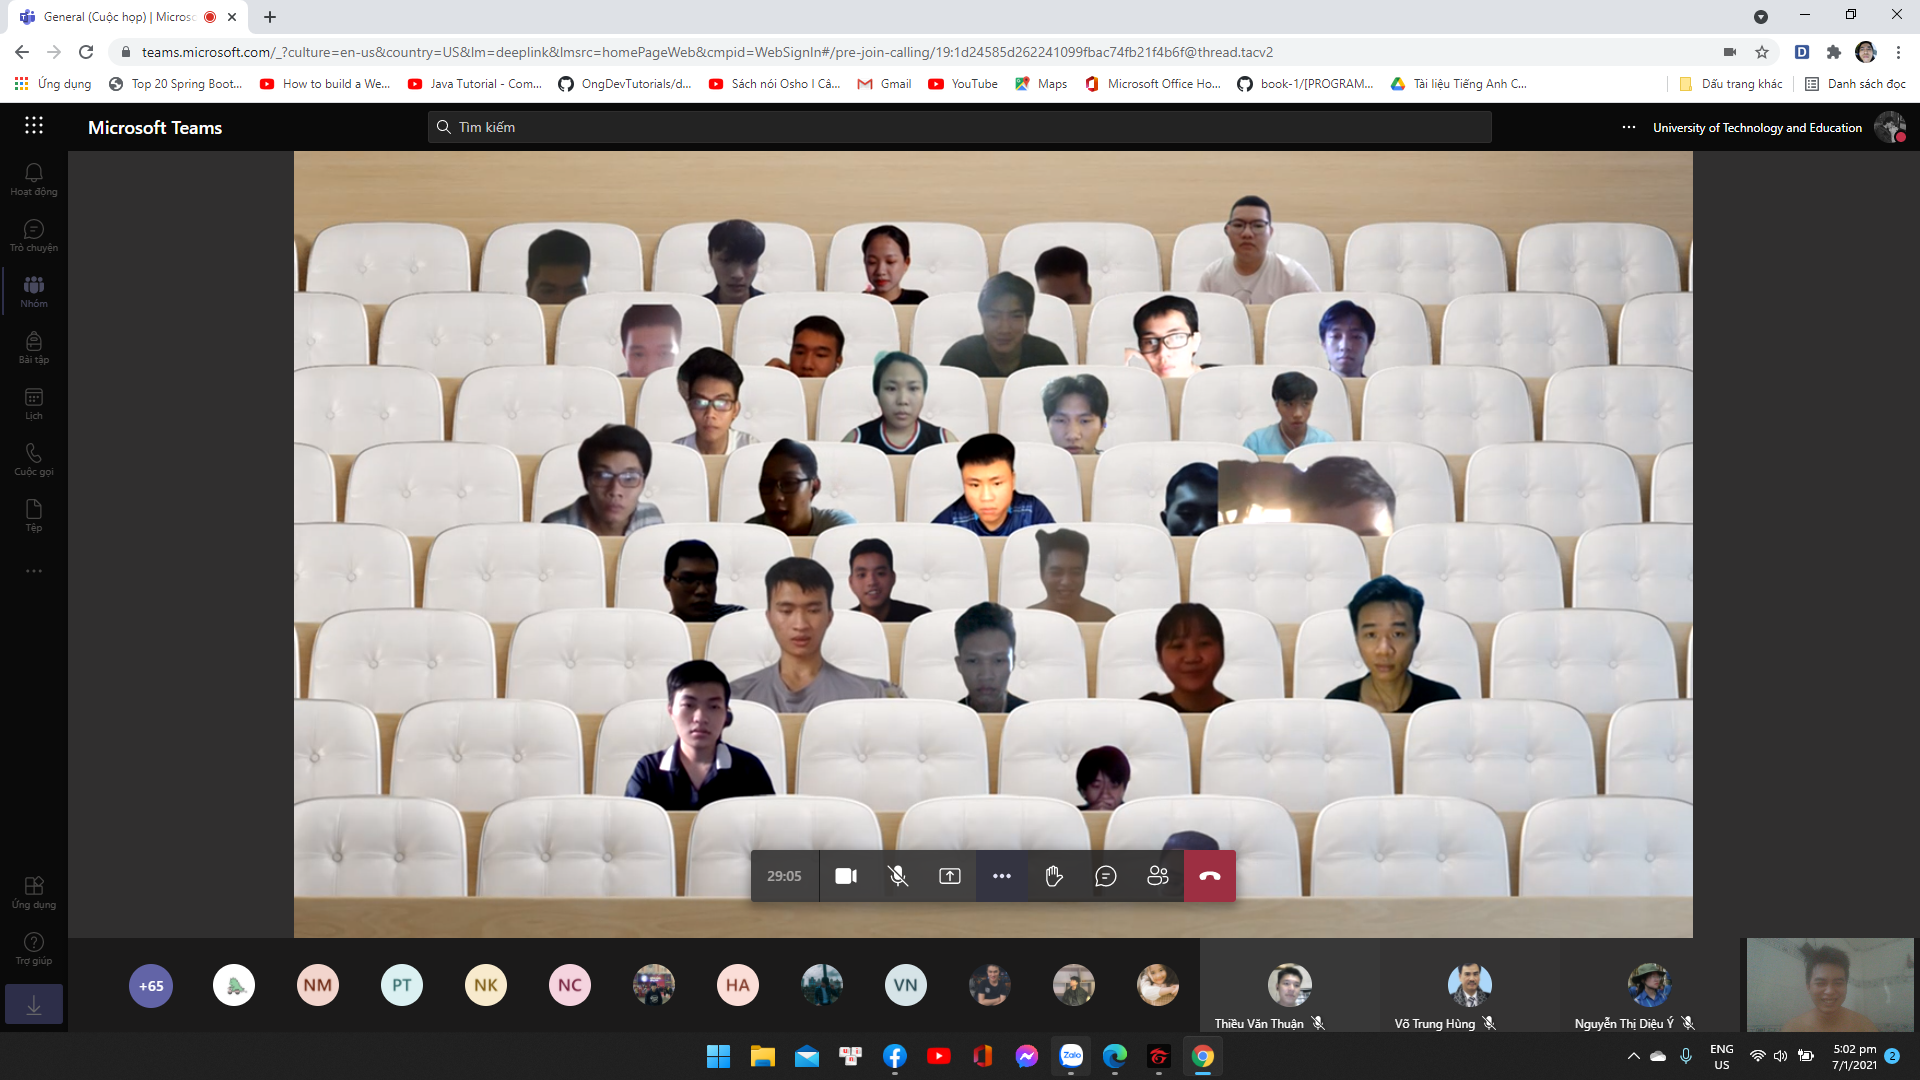 General (Cuộc họp) | Microso
teams.microsoft.com/_?culture=en-us&country=US&lm=deeplink&lmsrc=homePageWeb&cmpid=WebSignIn#/pre-join-calling/19:1d24585d262241099fbac74fb21f4b6f@thread.tacv2
Ứng dụng Top 20 Spring Boot... How to build a We... Java Tutorial - Com... OngDevTutorials/d... Sách nói Osho l Câ... Gmail YouTube Maps Microsoft Office Ho... book-1/[PROGRAM... Tài liệu Tiếng Anh C... Dấu trang khác Danh sách đọc
Microsoft Teams Tìm kiếm University of Technology and Education
Hoạt động
Trò chuyện
Nhóm
Bài tập
Lịch
Cuộc gọi
Tệp
Ứng dụng
Trợ giúp
29:05
+65 NM PT NK NC HA VN
Thiều Văn Thuận Võ Trung Hùng Nguyễn Thị Diệu Ý
Zalo
ENG
US
5:02 pm
7/1/2021
2